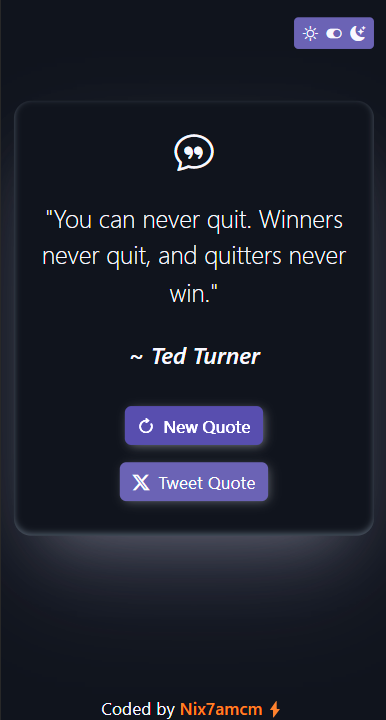 "You can never quit. Winners
never quit, and quitters never
win."
~ Ted Turner
New Quote
Tweet Quote
Coded by Nix7amcm